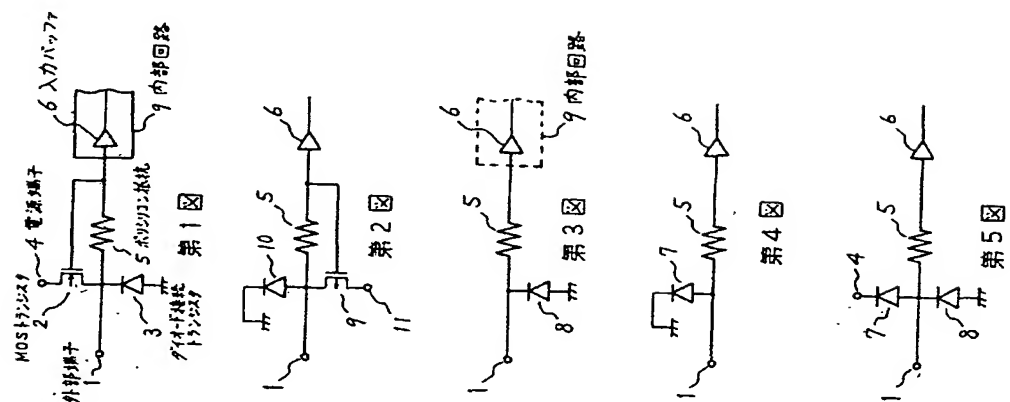 MOSトランジスタ
2
4 電源端子
6 入力バッファ
9 内部回路
外部端子
1
3
ダイオード接続
トランジスタ
5 ポリシリコン抵抗
第1図
1
10
5
6
9
11
第2図
1
8
5
6
9 内部回路
第3図
1
7
5
6
第4図
1
4
7
8
5
6
第5図